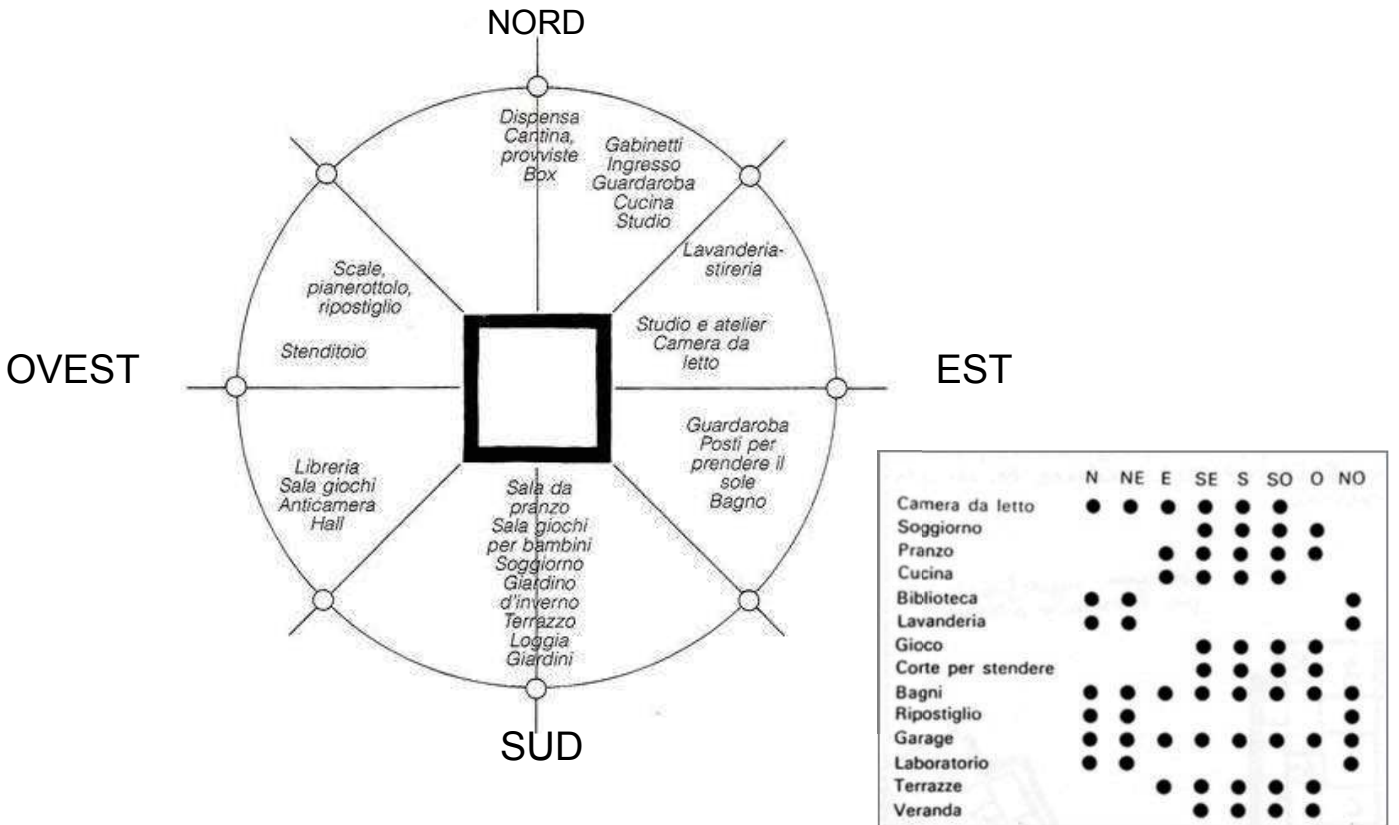 NORD
Dispensa
Cantina,
provviste
Box
Gabinetti
Ingresso
Guardaroba
Cucina
Studio
Lavanderia-
stireria
Scale,
pianerottolo,
ripostiglio
Studio e atelier
Camera da
letto
Stenditoio
OVEST
EST
Guardaroba
Posti per
prendere il
sole
Bagno
Libreria
Sala giochi
Anticamera
Hall
Sala da
pranzo
Sala giochi
per bambini
Soggiorno
Giardino
d'inverno
Terrazzo
Loggia
Giardini
SUD
N NE E SE S SO O NO
Camera da letto
Soggiorno
Pranzo
Cucina
Biblioteca
Lavanderia
Gioco
Corte per stendere
Bagni
Ripostiglio
Garage
Laboratorio
Terrazze
Veranda